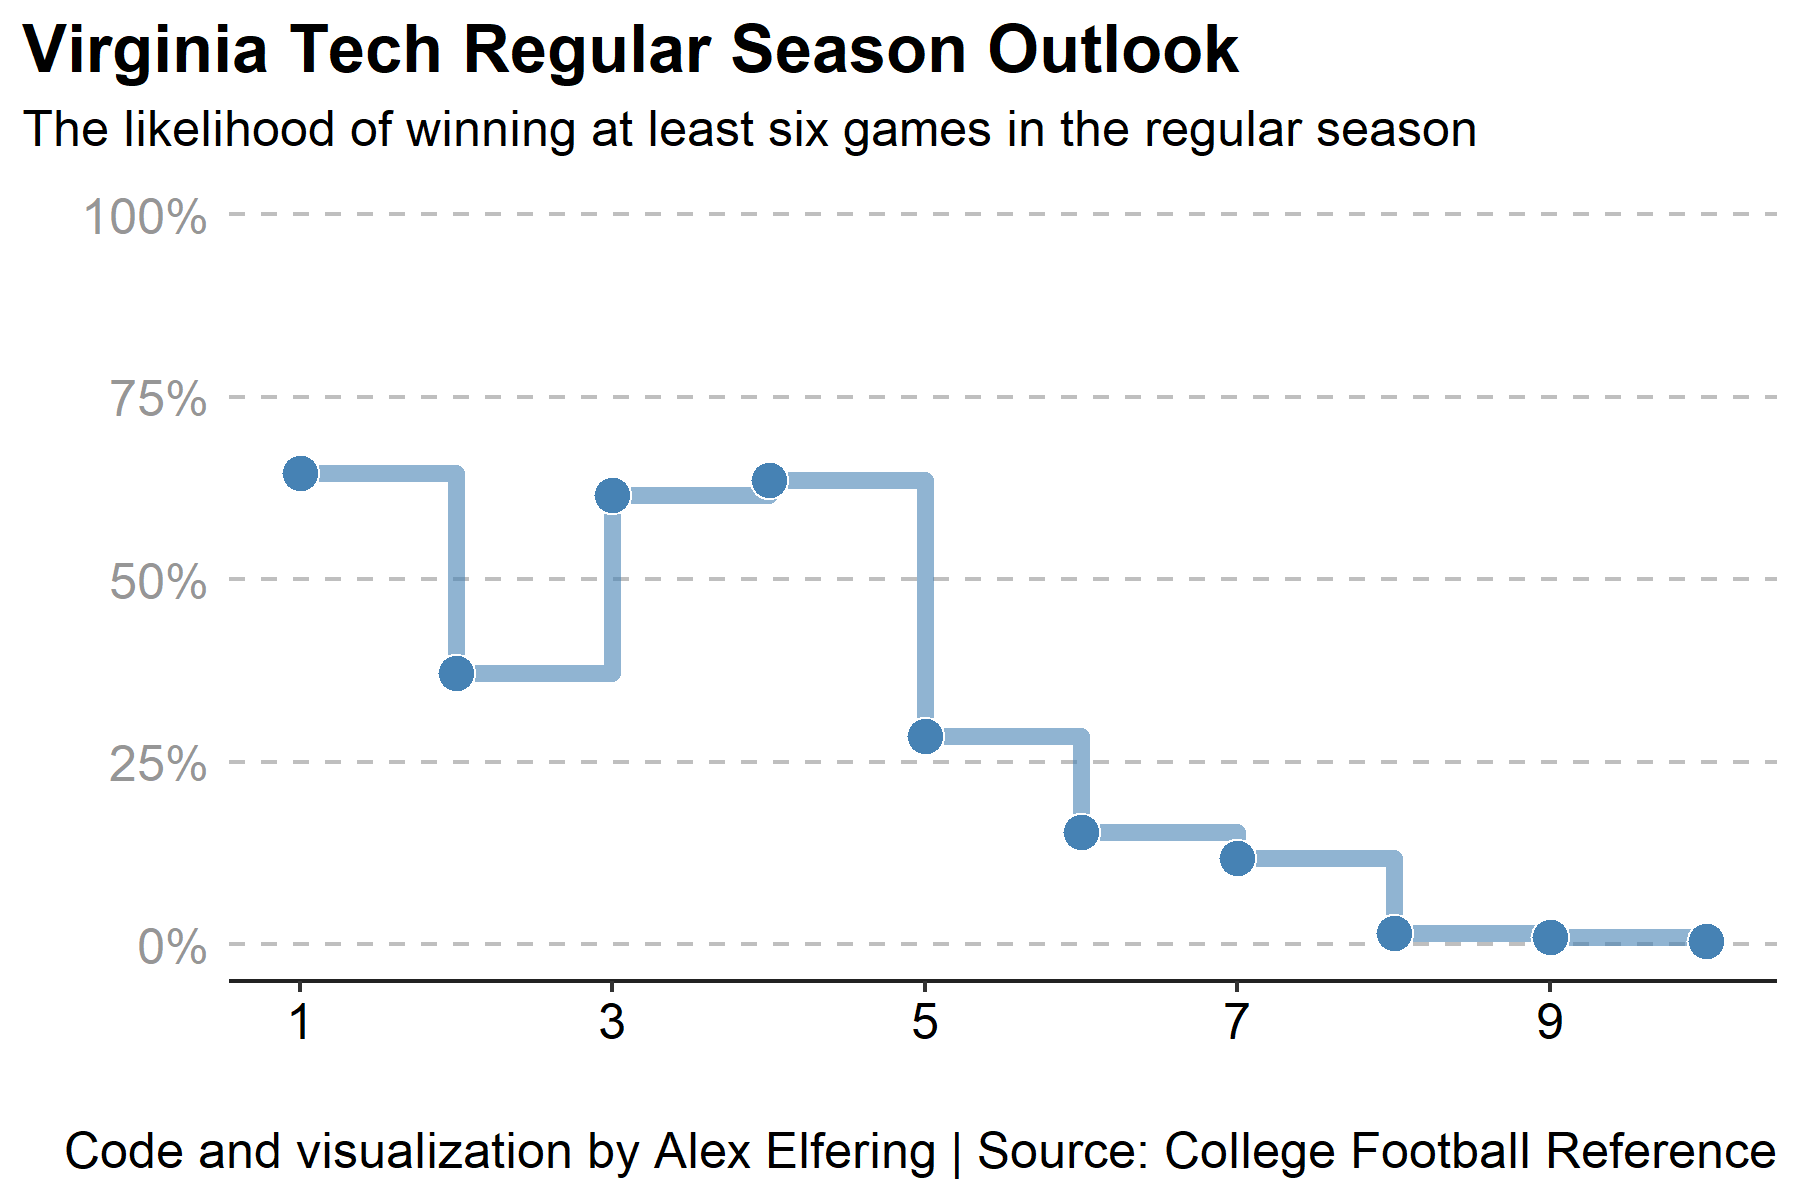 Virginia Tech Regular Season Outlook
The likelihood of winning at least six games in the regular season
100%
75%
50%
25%
0%
1 3 5 7 9
Code and visualization by Alex Elfering | Source: College Football Reference